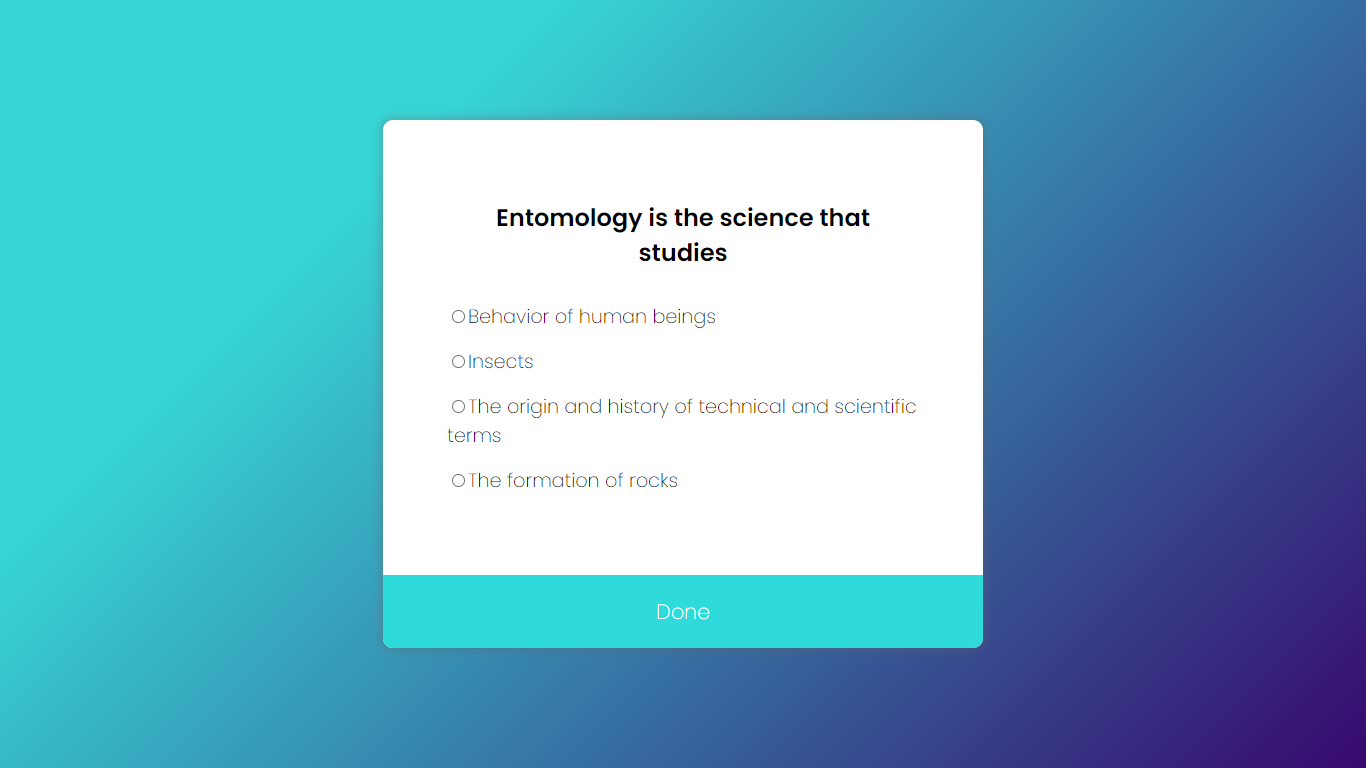 Entomology is the science that
studies
Behavior of human beings
Insects
The origin and history of technical and scientific
terms
The formation of rocks
Done